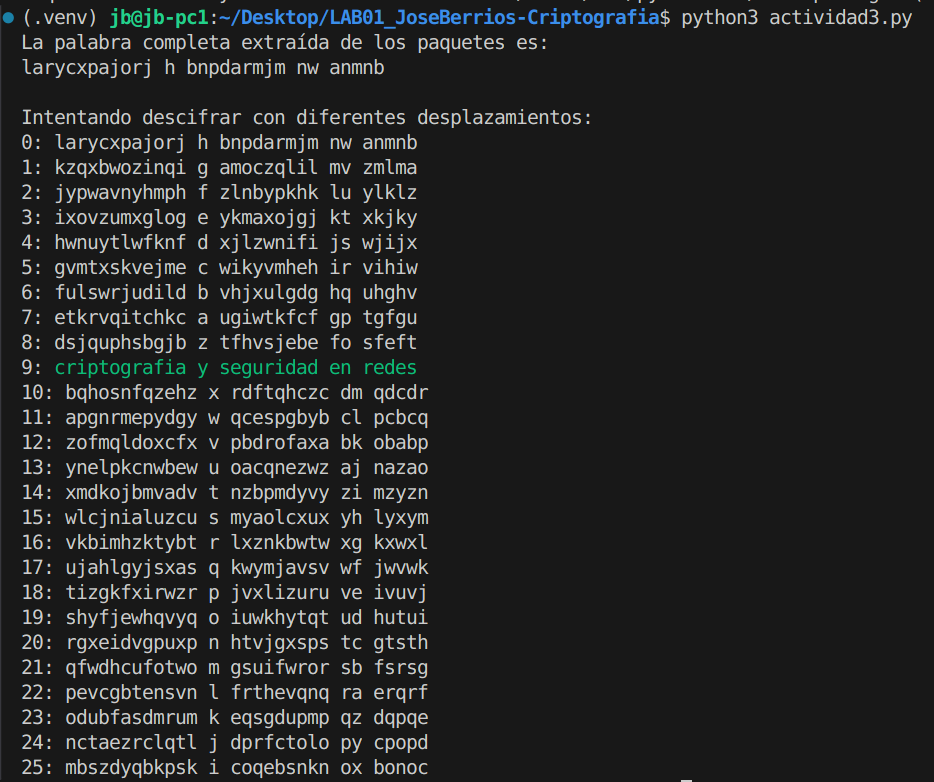 (.venv) jb@jb-pc1:~/Desktop/LAB01_JoseBerrios-Criptografia$ python3 actividad3.py
La palabra completa extraída de los paquetes es:
larycxpajorj h bnpdarmjm nw anmnb
Intentando descifrar con diferentes desplazamientos:
0: larycxpajorj h bnpdarmjm nw anmnb
1: kzqxbwozinqi g amoczqlil mv zmlma
2: jypwavnyhmph f zlnbypkhk lu ylklz
3: ixovzumxglog e ykmaxojgj kt xkjky
4: hwnuytlwfknf d xjlzwnifi js wjijx
5: gvmtxskvejme c wikyvmheh ir vihiw
6: fulswrjudild b vhjxulgdg hq uhghv
7: etkrvqitchkc a ugiwtkfcf gp tgfgu
8: dsjquphsbgjb z tfhvsjebe fo sfeft
9: criptografia y seguridad en redes
10: bqhosnfqzehz x rdftqhczc dm qdcdr
11: apgnrmepydgy w qcespgbyb cl pcbcq
12: zofmqldoxcfx v pbdrofaxa bk obabp
13: ynelpkcnwbew u oacqnezwz aj nazao
14: xmdkojbmvadv t nzbpmdyvy zi mzyzn
15: wlcjnialuzcu s myaolcxux yh lyxym
16: vkbimhzktybt r lxznkbwtw xg kxwxl
17: ujahlgyjsxas q kwymjavsv wf jwvwk
18: tizgkfxirwzr p jvxlizuru ve ivuvj
19: shyfjewhqvyq o iuwkhytqt ud hutui
20: rgxeidvgpuxp n htvjgxsps tc gtsth
21: qfwdhcufotwo m gsuifwror sb fsrsg
22: pevcgbtensvn l frthevqnq ra erqrf
23: odubfasdmrum k eqsgdupmp qz dqpqe
24: nctaezrclqtl j dprfctolo py cpopd
25: mbszdyqbkpsk i coqebsnkn ox bonoc